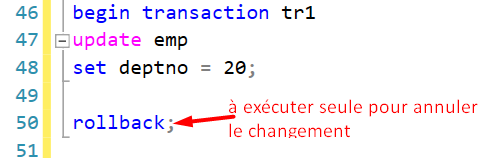 46 begin transaction tr1
47 update emp
48 set deptno = 20;
49
50 rollback; à exécuter seule pour annuler
le changement
51